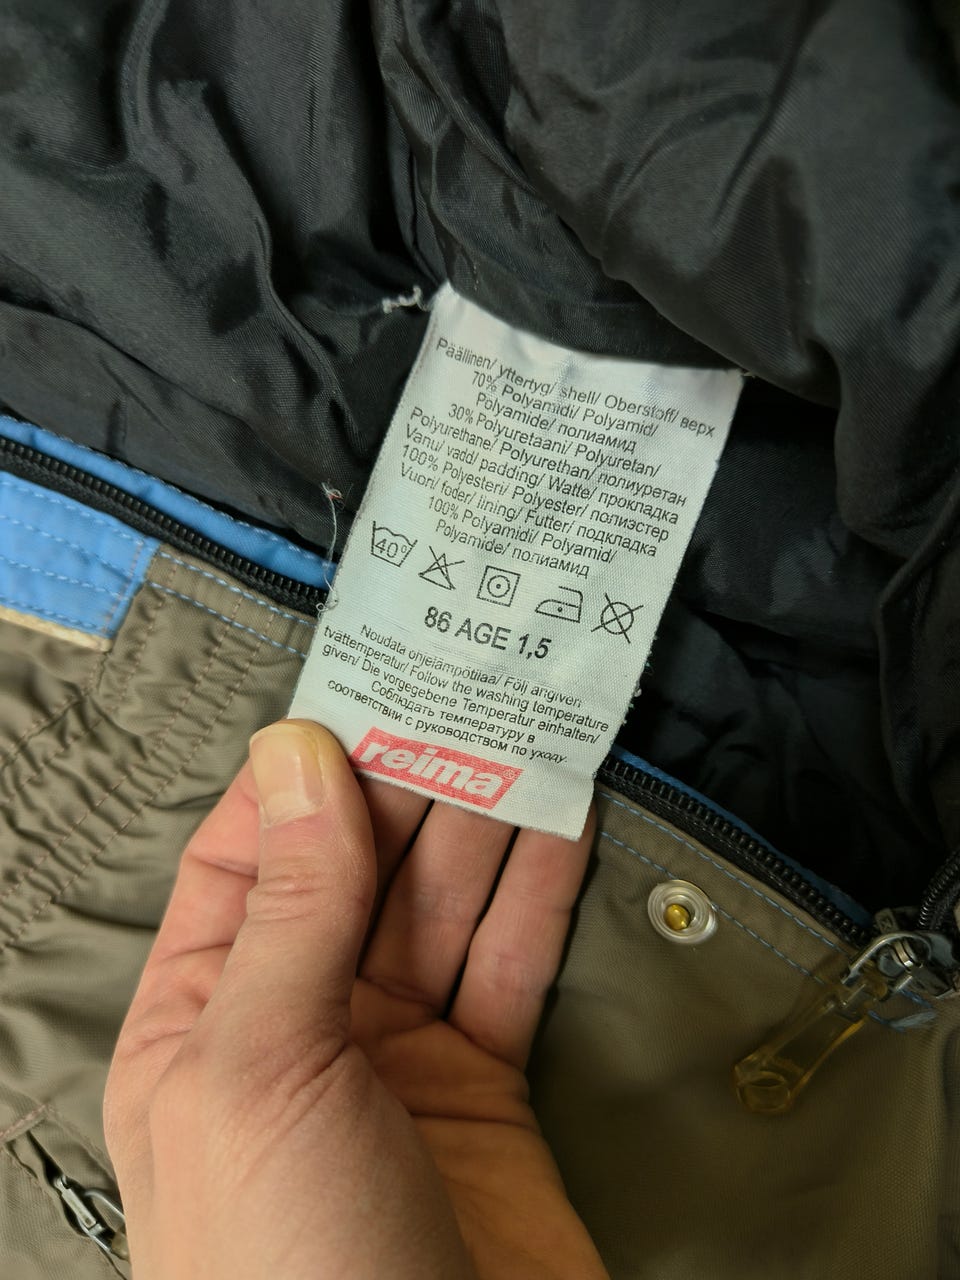 Päällinen/ yttertyg/ shell/ Oberstoff/ верх
70% Polyamidi/ Polyamid/
Polyamide/ полиамид
30% Polyuretaani/ Polyuretan/
Polyurethane/ Polyurethan/ полиуретан
Vanu/ vadd/ padding/ Watte/ прокладка
100% Polyesteri/ Polyester/ полиэстер
Vuori/ foder/ lining/ Futter/ подкладка
100% Polyamidi/ Polyamid/
Polyamide/ полиамид
40°
86 AGE 1,5
Noudata ohjelämpötilaa/ Följ angiven
tvättemperatur/ Follow the washing temperature
given/ Die vorgegebene Temperatur einhalten/
Соблюдать температуру в
соответствии с руководством по уходу.
reima®